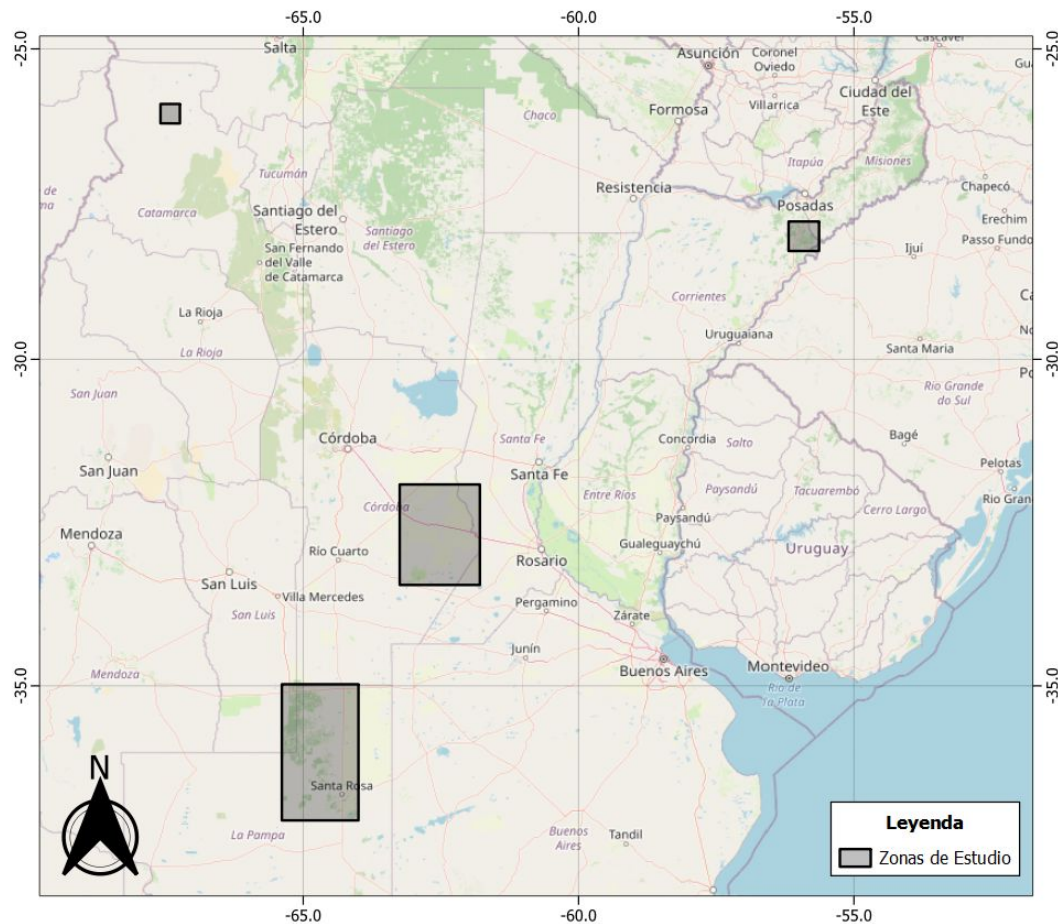 -65.0
-60.0
-55.0
-25.0
-25.0
Salta
Asunción
Coronel
Oviedo
Cascavel
Villarrica
Ciudad del
Este
Formosa
Chaco
Itapúa
Misiones
Tucumán
Resistencia
Posadas
Chapecó
Catamarca
Santiago del
Estero
Santiago
del Estero
Erechim
Ijuí
Passo Fundo
San Fernando
del Valle
de Catamarca
Corrientes
La Rioja
Uruguaiana
Santa Maria
La Rioja
-30.0
-30.0
San Juan
Rio Grande
do Sul
Córdoba
Santa Fe
Concordia
Salto
Bagé
San Juan
Santa Fe
Pelotas
Entre Ríos
Paysandú
Tacuarembó
Rio Gran
Córdoba
Paysandú
Cerro Largo
Mendoza
Río Cuarto
Rosario
Gualeguaychú
Uruguay
San Luis
Villa Mercedes
San Luis
Pergamino
Zárate
Junín
Mendoza
Buenos Aires
Montevideo
-35.0
-35.0
Río de
la Plata
Santa Rosa
N
La Pampa
Buenos
Aires
Tandil
Leyenda
Zonas de Estudio
-65.0
-60.0
-55.0